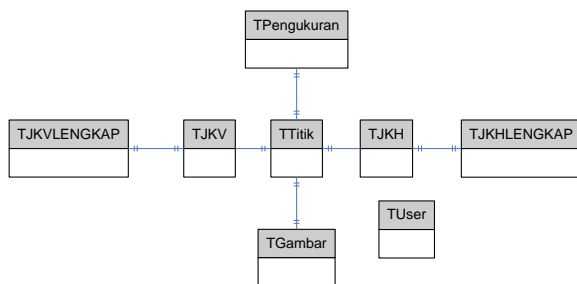 TPengukuran
TJKVLENGKAP
TJKV
TTitik
TJKH
TJKHLENGKAP
TUser
TGambar